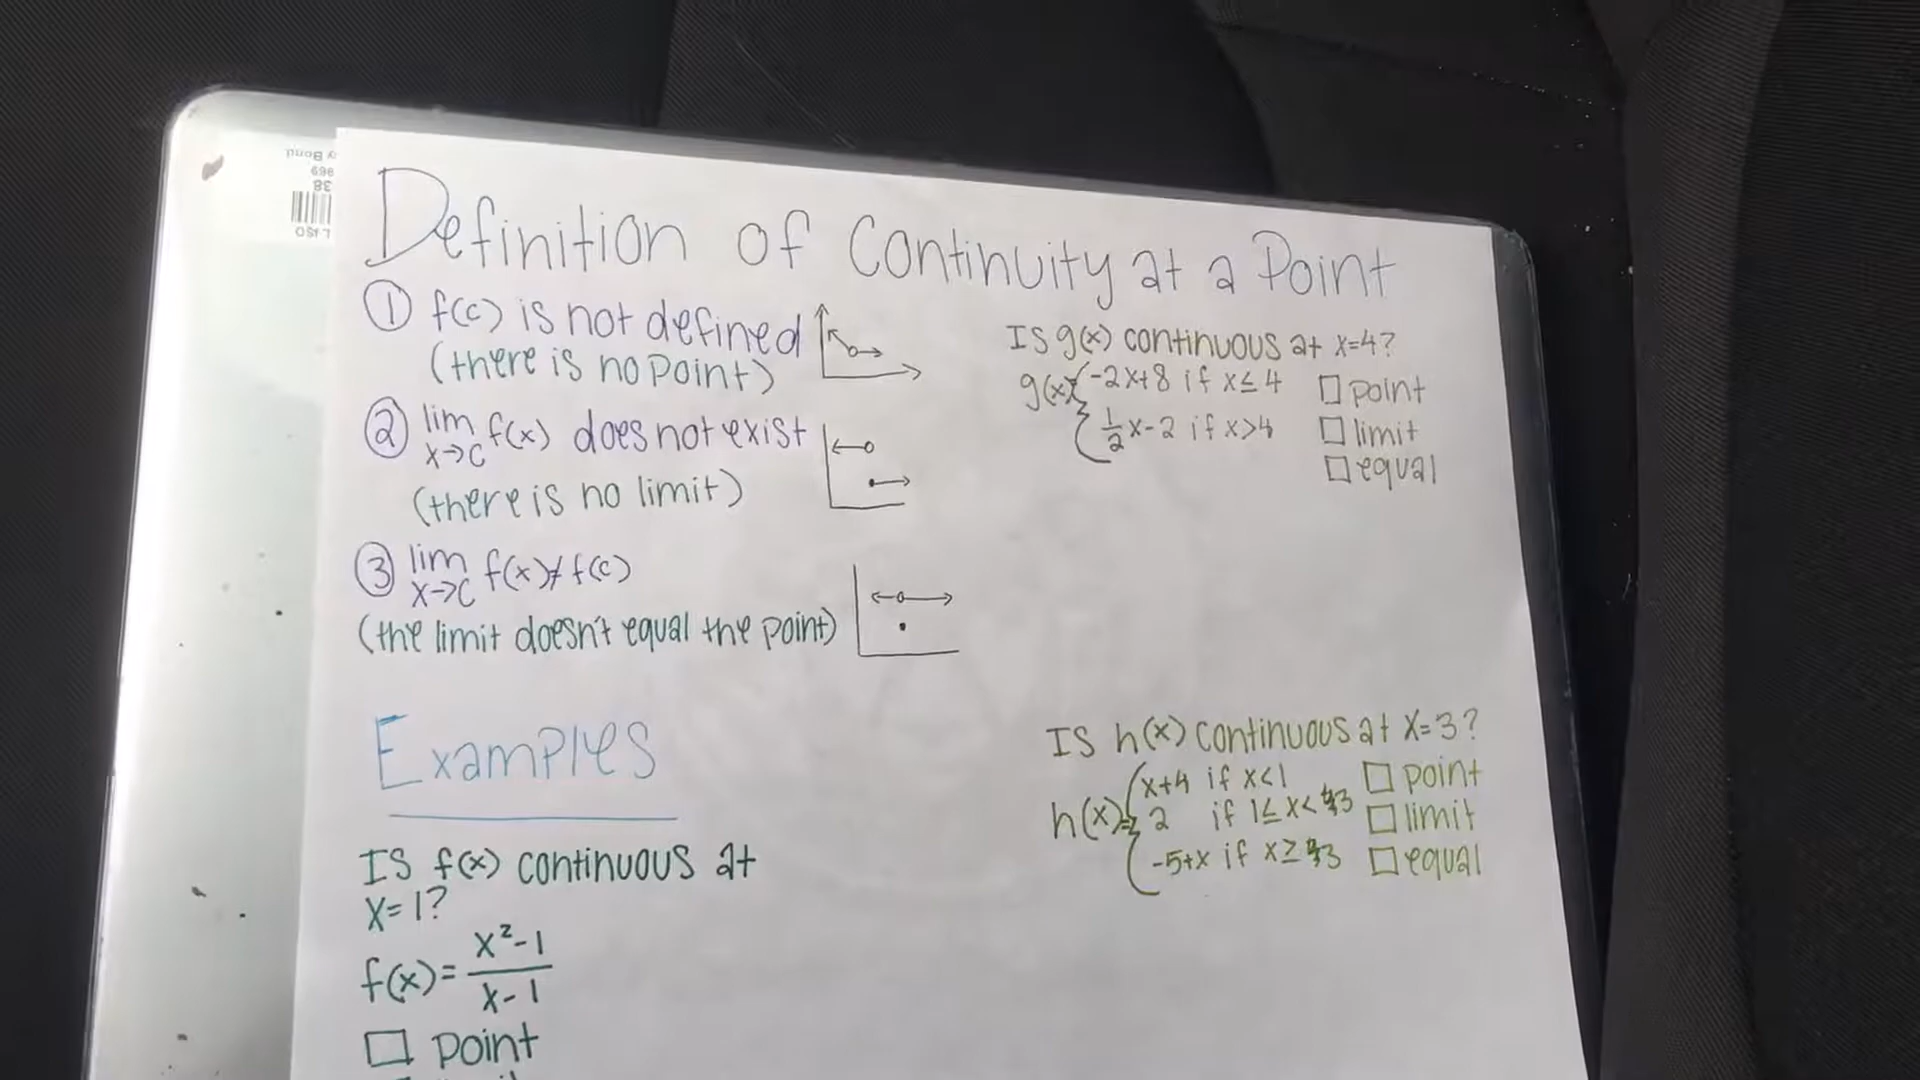 Definition of Continuity at a Point
① f(c) is not defined
(there is no point)
② lim f(x) does not exist
x→c
(there is no limit)
③ lim f(x) ≠ f(c)
x→c
(the limit doesn't equal the point)
Examples
Is f(x) continuous at
x=1?
f(x)= x²-1
x-1
□ point
Is g(x) continuous at x=4?
g(x) { -2x+8 if x≤4 □ point
1/2x-2 if x>4 □ limit
□ equal
Is h(x) continuous at x=3?
h(x)= { x+4 if x<1 □ point
2 if 1≤x<3 □ limit
-5+x if x≥3 □ equal
38